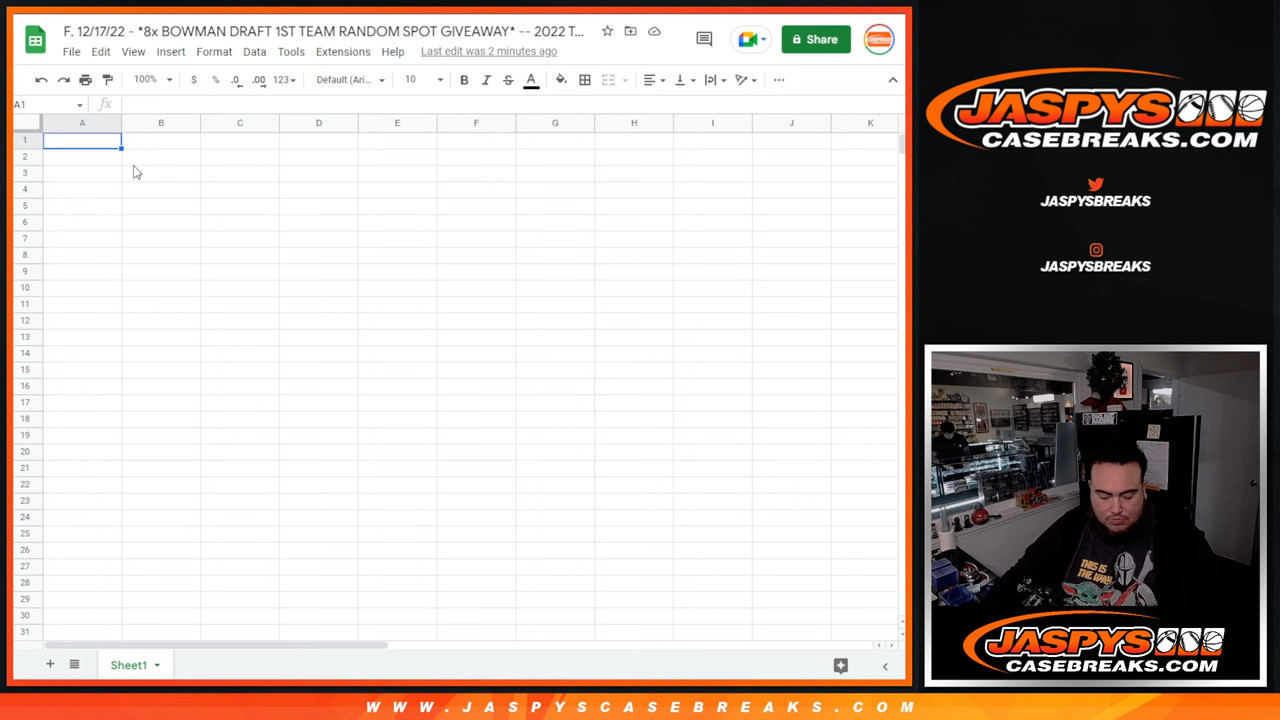 F. 12/17/22 - *8x BOWMAN DRAFT 1ST TEAM RANDOM SPOT GIVEAWAY* -- 2022 T...
Share
File Edit View Insert Format Data Tools Extensions Help Last edit was 2 minutes ago
100% $ % .0 .00 123 Default (Ari... 10 B I S A
A1 fx
A B C D E F G H I J K
1
2
3
4
5
6
7
8
9
10
11
12
13
14
15
16
17
18
19
20
21
22
23
24
25
26
27
28
29
30
31
Sheet1
JASPYS
CASEBREAKS.COM
JASPYSBREAKS
JASPYSBREAKS
THIS IS
THE WAY
JASPYS
CASEBREAKS.COM
WWW.JASPYSCASEBREAKS.COM